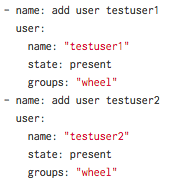 - name: add user testuser1
  user:
    name: "testuser1"
    state: present
    groups: "wheel"
- name: add user testuser2
  user:
    name: "testuser2"
    state: present
    groups: "wheel"